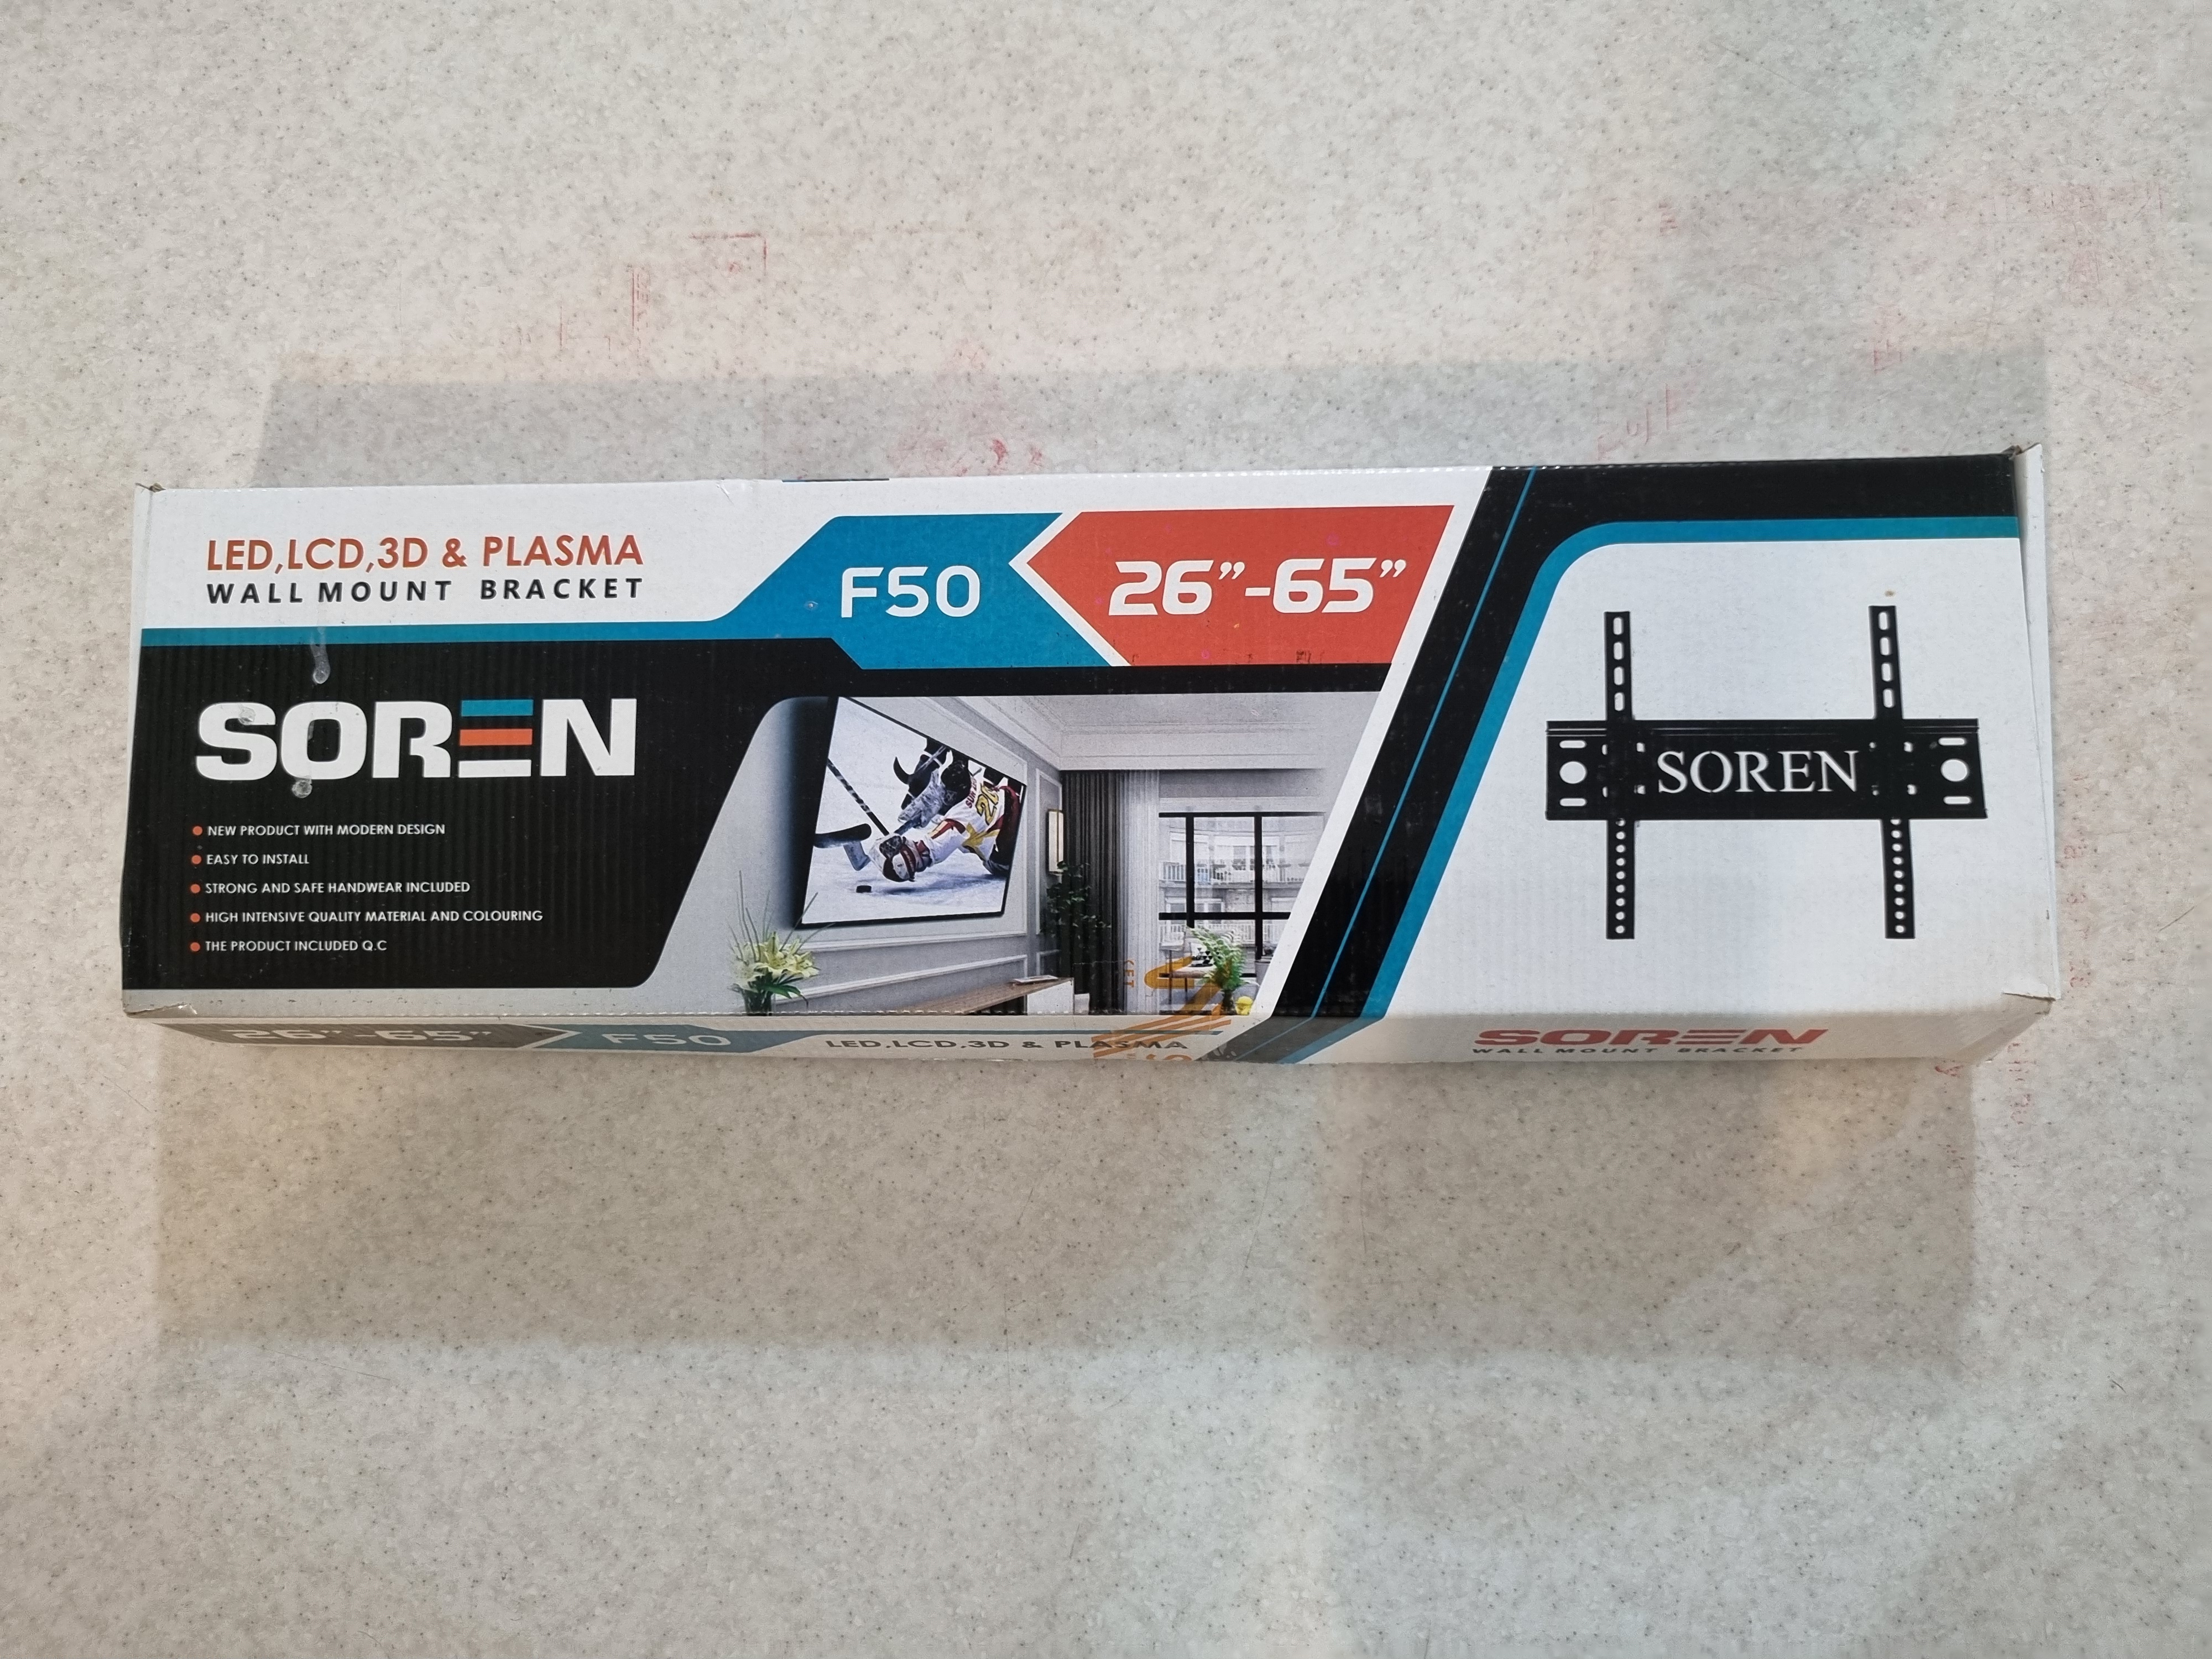 LED,LCD,3D & PLASMA
WALL MOUNT BRACKET
F50
26”-65”
SOREN
NEW PRODUCT WITH MODERN DESIGN
EASY TO INSTALL
STRONG AND SAFE HANDWEAR INCLUDED
HIGH INTENSIVE QUALITY MATERIAL AND COLOURING
THE PRODUCT INCLUDED Q.C
SOREN
26”-65”
F50
LED,LCD,3D & PLASMA
SOREN
WALL MOUNT BRACKET